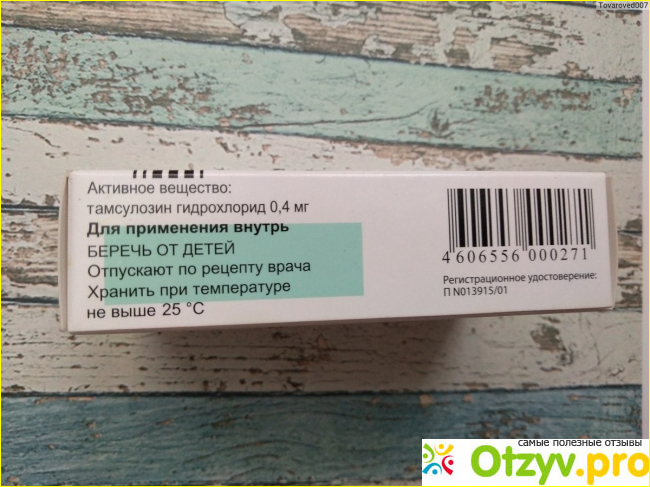 Tovaroved007
Активное вещество:
тамсулозин гидрохлорид 0,4 мг
Для применения внутрь
БЕРЕЧЬ ОТ ДЕТЕЙ
Отпускают по рецепту врача
Хранить при температуре
не выше 25 °C
4 606556 000271
Регистрационное удостоверение:
П N013915/01
самые полезные отзывы
Otzyv.pro